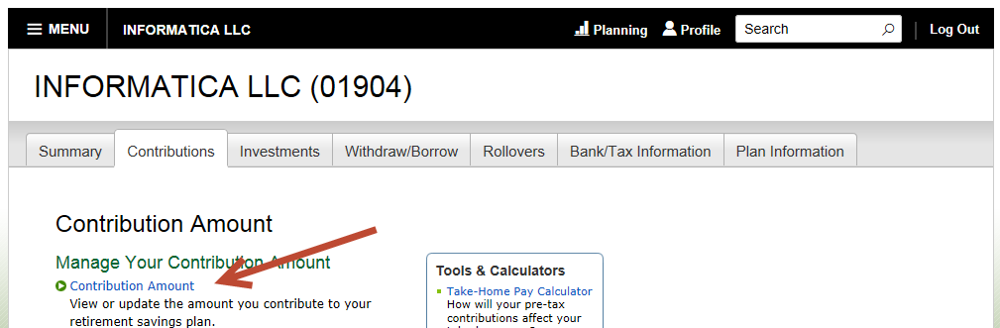 MENU INFORMATICA LLC Planning Profile Search Log Out
INFORMATICA LLC (01904)
Summary Contributions Investments Withdraw/Borrow Rollovers Bank/Tax Information Plan Information
Contribution Amount
Manage Your Contribution Amount
Contribution Amount
View or update the amount you contribute to your
retirement savings plan.
Tools & Calculators
Take-Home Pay Calculator
How will your pre-tax
contributions affect your